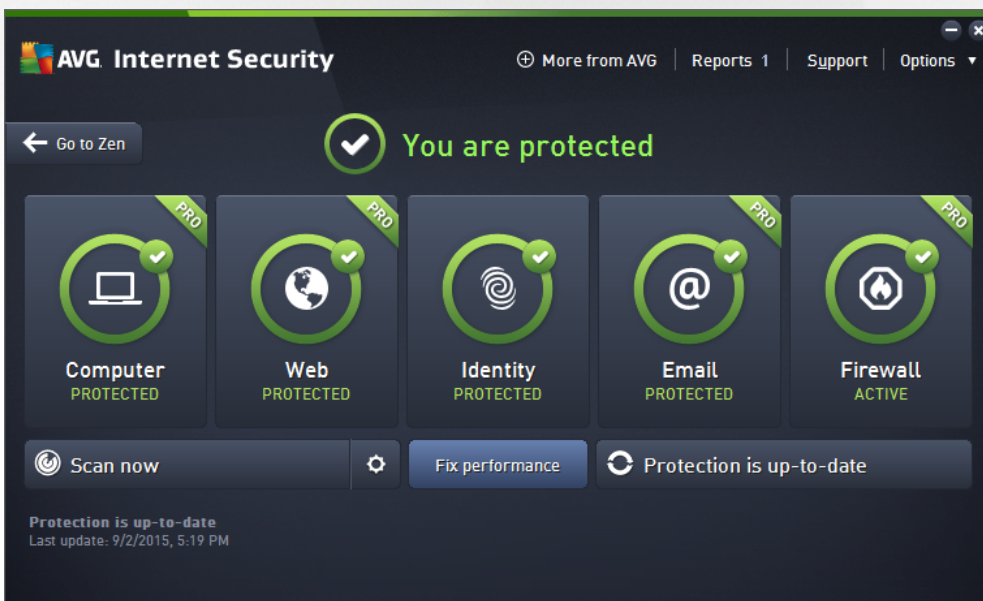 AVG Internet Security
More from AVG
Reports 1
Support
Options
Go to Zen
You are protected
PRO
PRO
PRO
PRO
@
Computer
PROTECTED
Web
PROTECTED
Identity
PROTECTED
Email
PROTECTED
Firewall
ACTIVE
Scan now
Fix performance
Protection is up-to-date
Protection is up-to-date
Last update: 9/2/2015, 5:19 PM